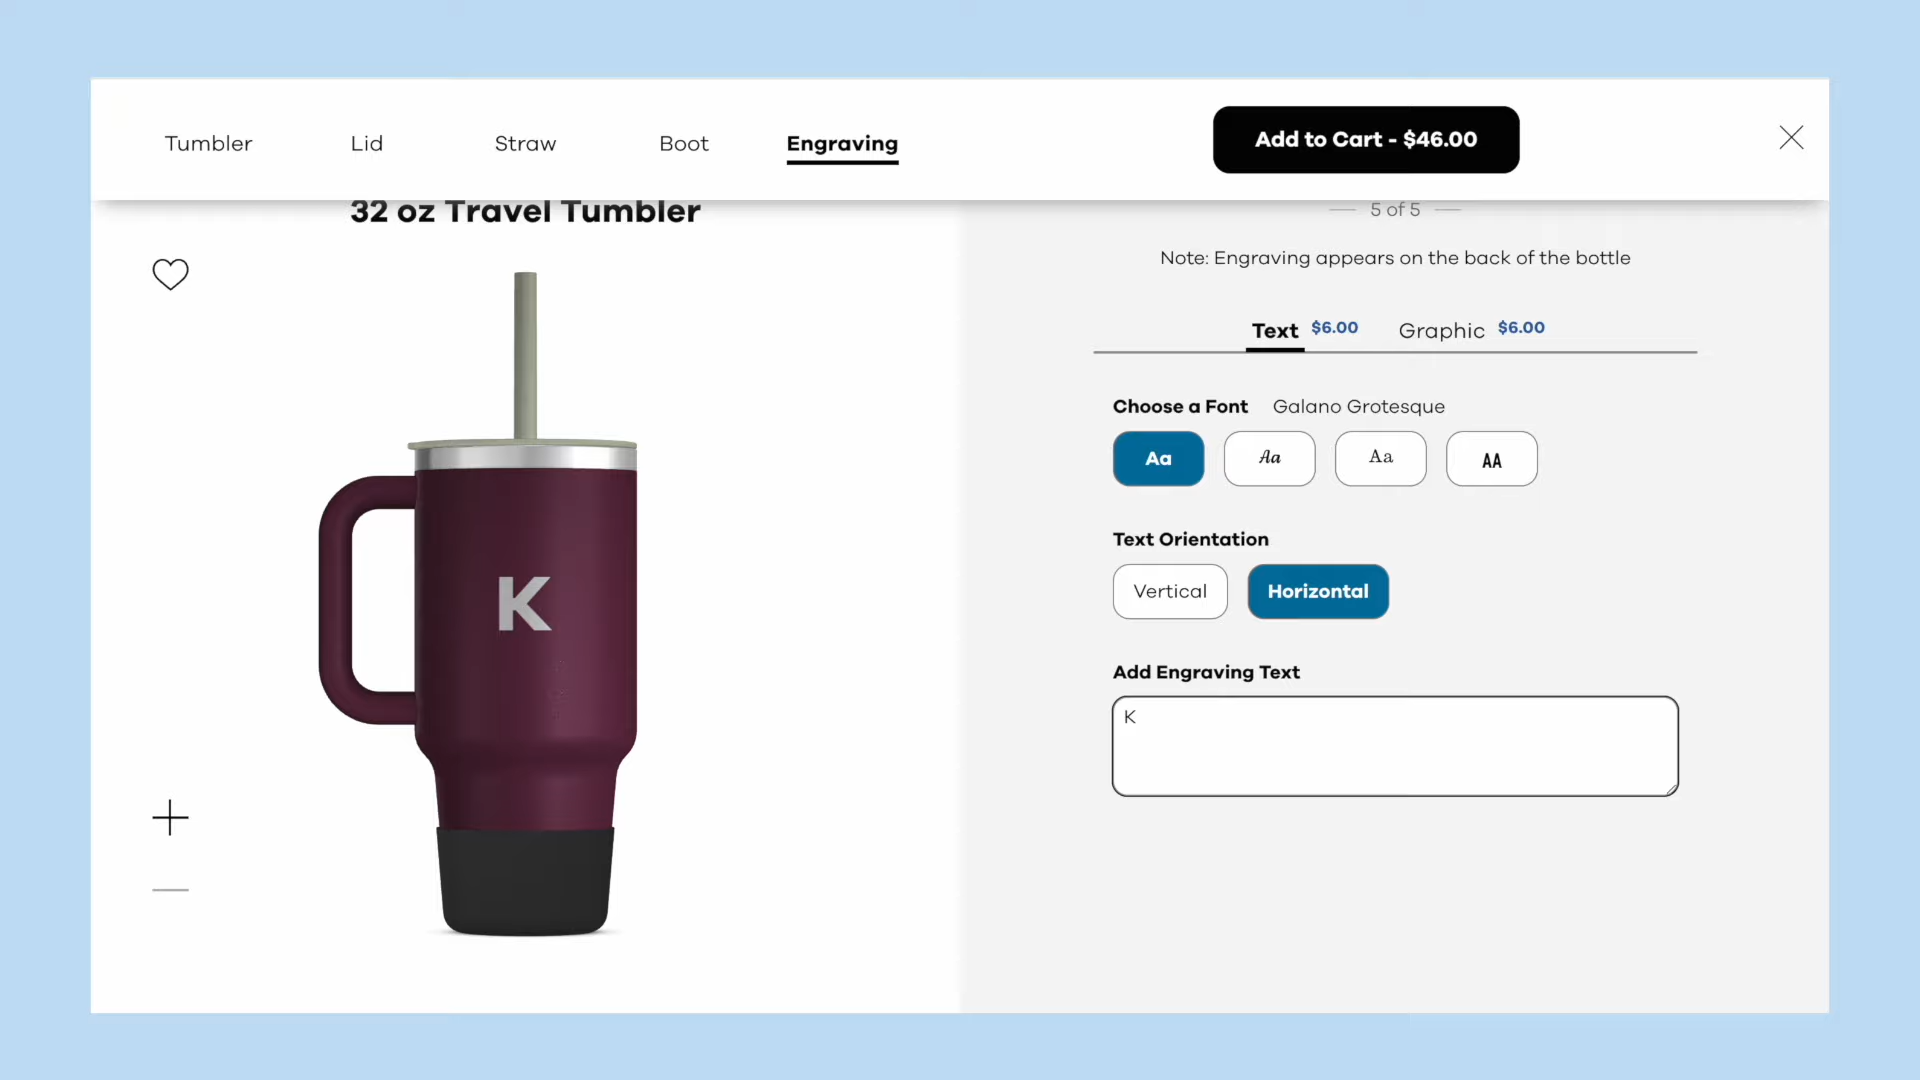 Tumbler
Lid
Straw
Boot
Engraving
Add to Cart - $46.00
32 oz Travel Tumbler
5 of 5
Note: Engraving appears on the back of the bottle
Text $6.00
Graphic $6.00
Choose a Font Galano Grotesque
Aa
Aa
Aa
AA
Text Orientation
Vertical
Horizontal
Add Engraving Text
K
K